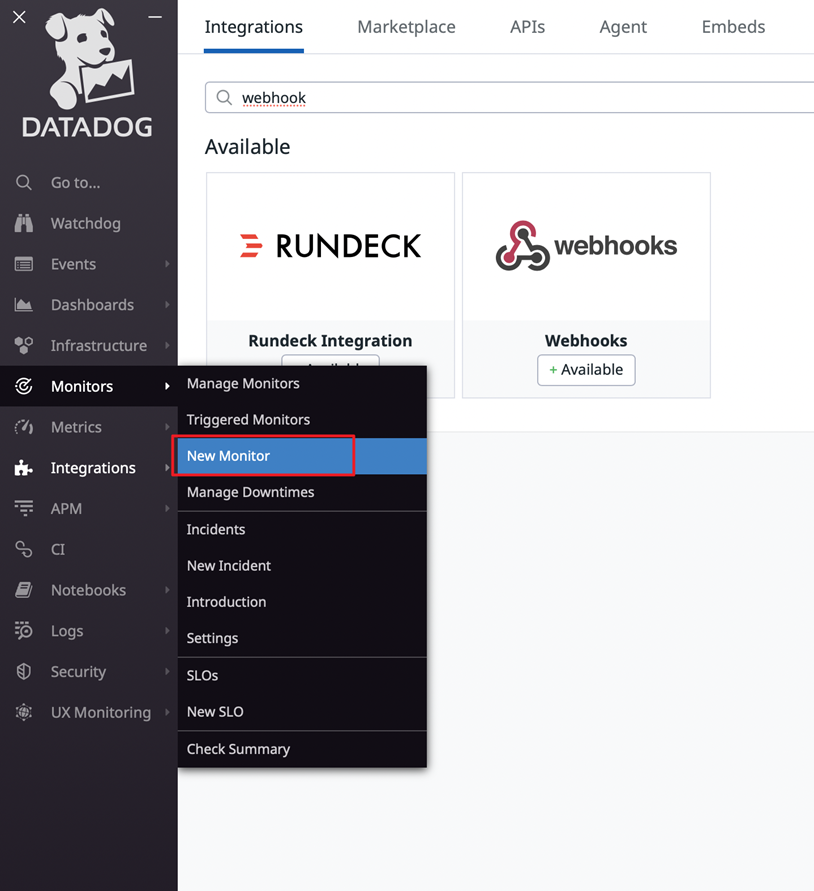 DATADOG
Go to...
Watchdog
Events
Dashboards
Infrastructure
Monitors
Metrics
Integrations
APM
CI
Notebooks
Logs
Security
UX Monitoring
Integrations Marketplace APIs Agent Embeds
webhook
Available
RUNDECK
Rundeck Integration
webhooks
Webhooks
+ Available
Manage Monitors
Triggered Monitors
New Monitor
Manage Downtimes
Incidents
New Incident
Introduction
Settings
SLOs
New SLO
Check Summary